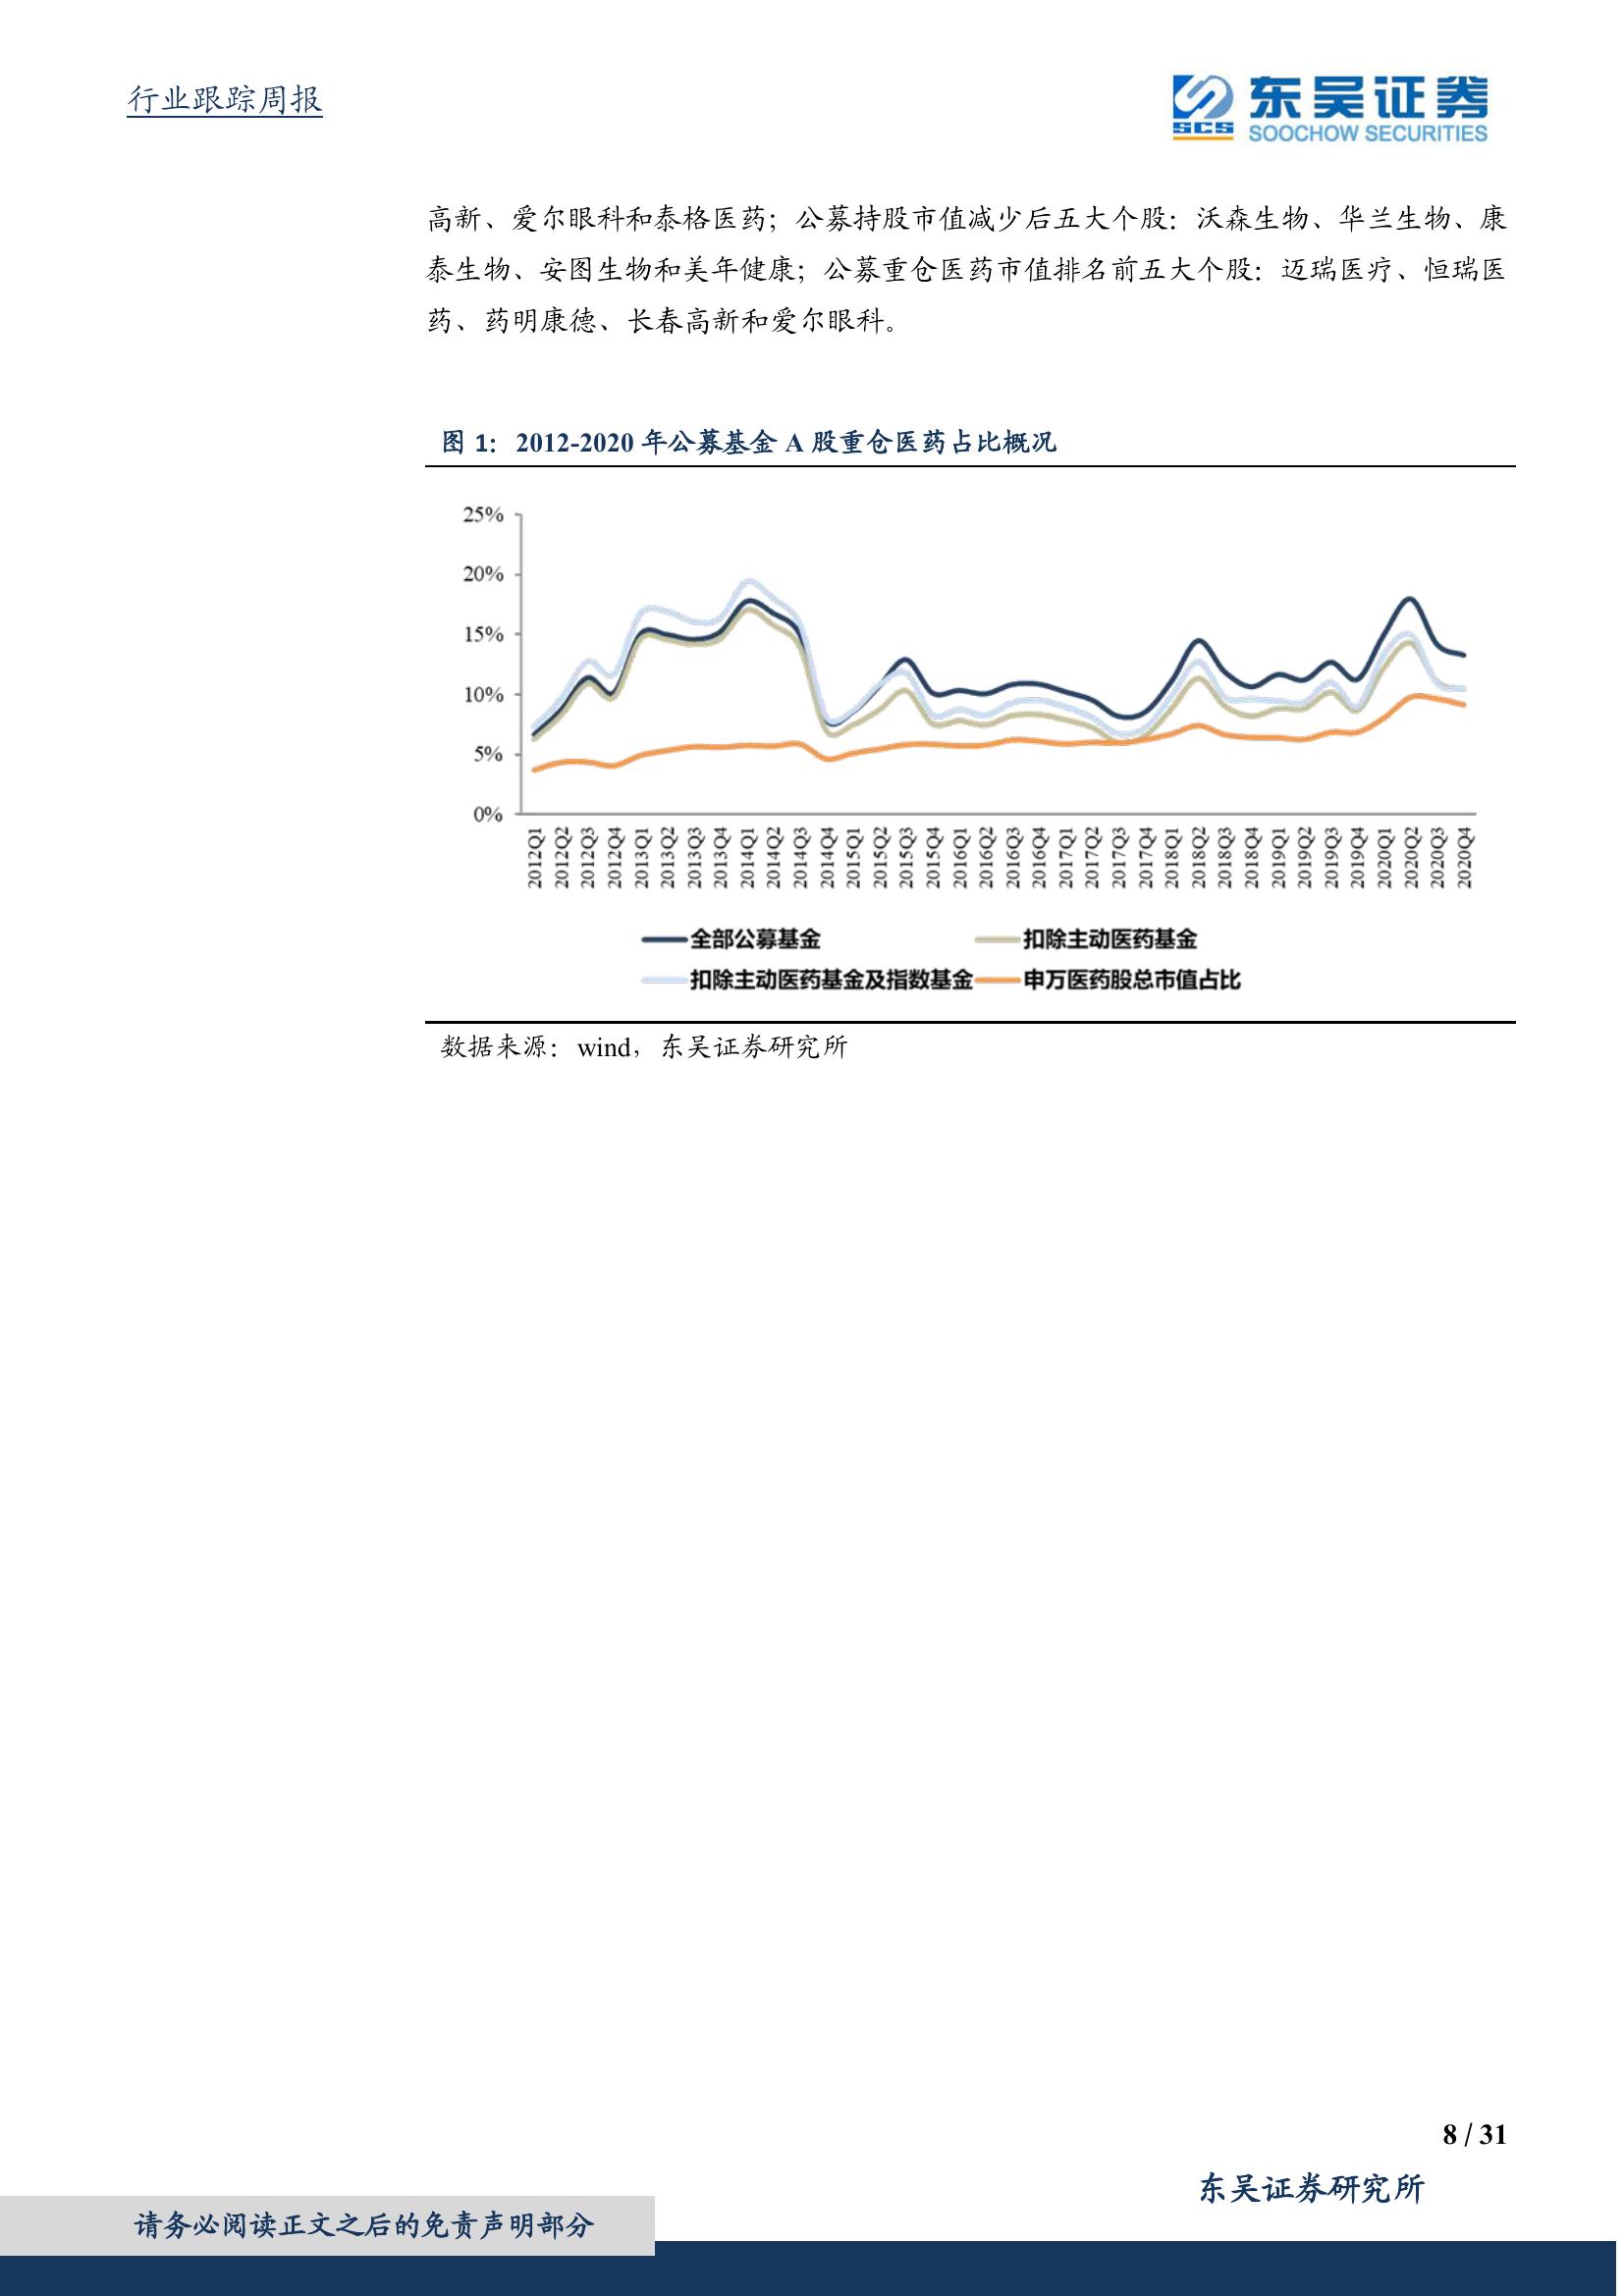 行业跟踪周报
东吴证券
SCS
SOOCHOW SECURITIES
高新、爱尔眼科和泰格医药；公募持股市值减少后五大个股：沃森生物、华兰生物、康
泰生物、安图生物和美年健康；公募重仓医药市值排名前五大个股：迈瑞医疗、恒瑞医
药、药明康德、长春高新和爱尔眼科。
图 1：2012-2020 年公募基金 A 股重仓医药占比概况
25%
20%
15%
10%
5%
0%
2012Q1 2012Q2 2012Q3 2012Q4 2013Q1 2013Q2 2013Q3 2013Q4 2014Q1 2014Q2 2014Q3 2014Q4 2015Q1 2015Q2 2015Q3 2015Q4 2016Q1 2016Q2 2016Q3 2016Q4 2017Q1 2017Q2 2017Q3 2017Q4 2018Q1 2018Q2 2018Q3 2018Q4 2019Q1 2019Q2 2019Q3 2019Q4 2020Q1 2020Q2 2020Q3 2020Q4
全部公募基金 扣除主动医药基金
扣除主动医药基金及指数基金 申万医药股总市值占比
数据来源：wind，东吴证券研究所
8 / 31
东吴证券研究所
请务必阅读正文之后的免责声明部分